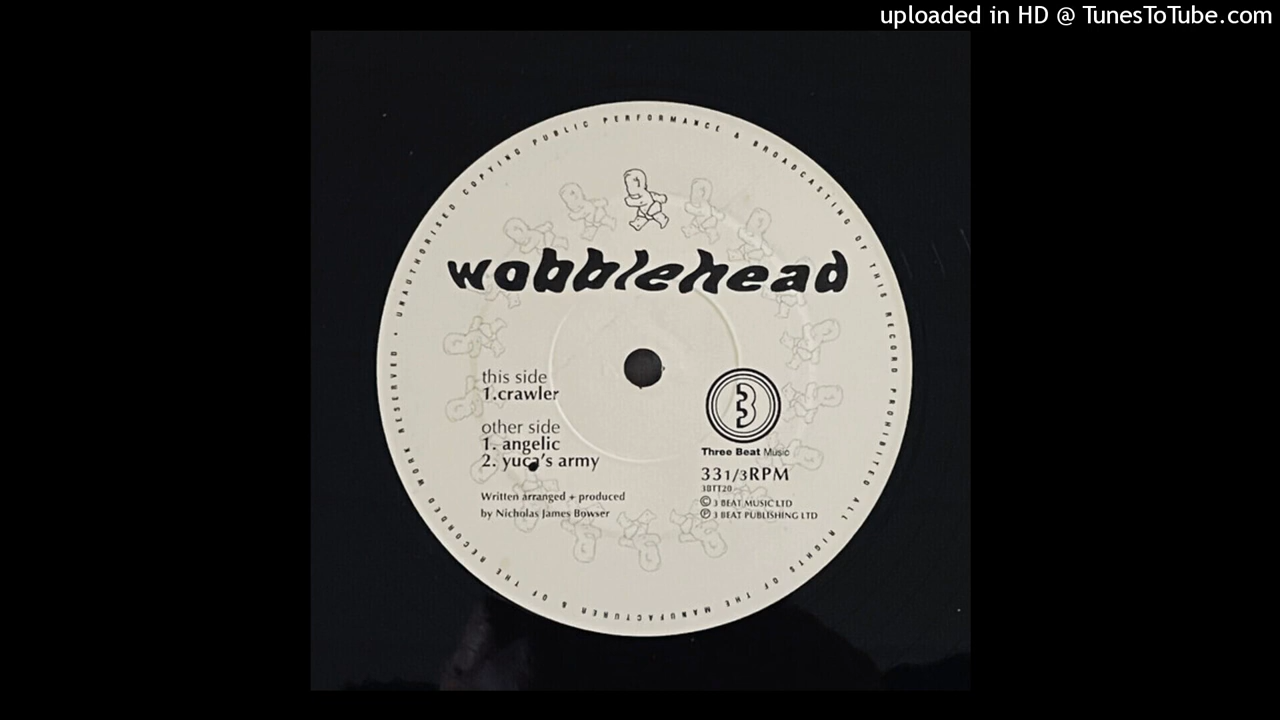 uploaded in HD @ TunesToTube.com
UNAUTHORISED COPYING PUBLIC PERFORMANCE & BROADCASTING OF THIS RECORD PROHIBITED ALL RIGHTS OF THE MANUFACTURER & OF THE RECORDED WORK RESERVED •
wobblehead
this side
1.crawler
other side
1. angelic
2. yuca's army
Written arranged + produced
by Nicholas James Bowser
3
Three Beat Music
331/3RPM
3BTT20
© 3 BEAT MUSIC LTD
℗ 3 BEAT PUBLISHING LTD